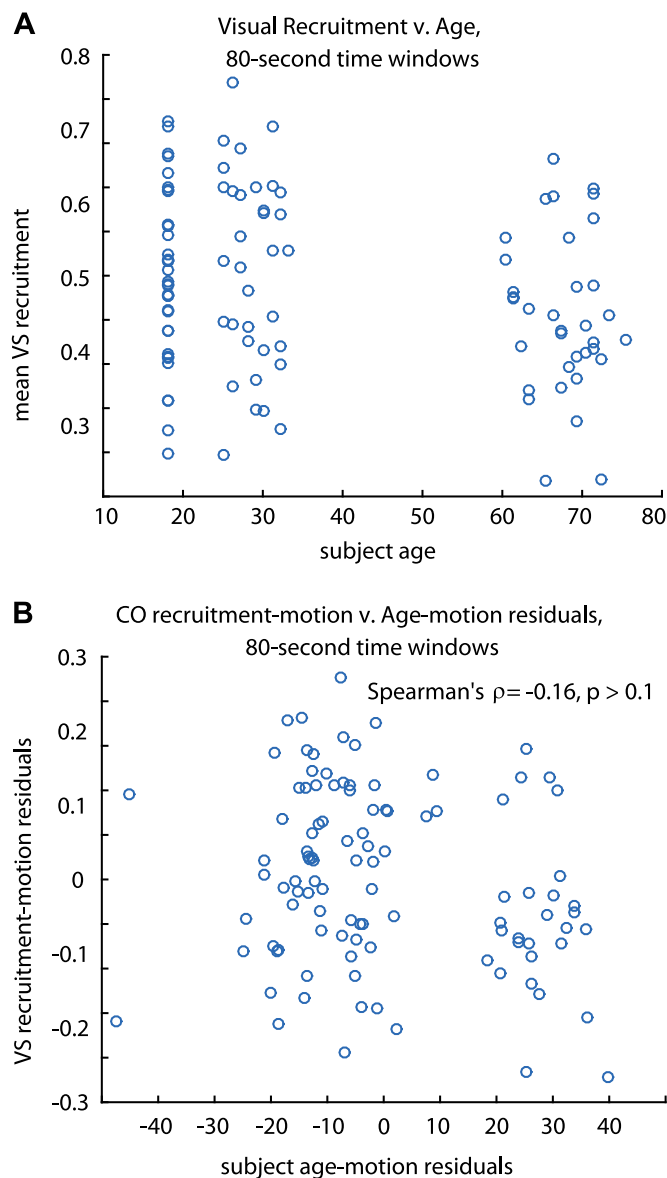 A
Visual Recruitment v. Age,
80-second time windows
0.8
0.7
0.6
0.5
0.4
0.3
mean VS recruitment
10 20 30 40 50 60 70 80
subject age
B
CO recruitment-motion v. Age-motion residuals,
80-second time windows
Spearman's ρ= -0.16, p > 0.1
0.3
0.2
0.1
0
-0.1
-0.2
-0.3
VS recruitment-motion residuals
-40 -20 -20 -10 0 10 20 30 40
subject age-motion residuals